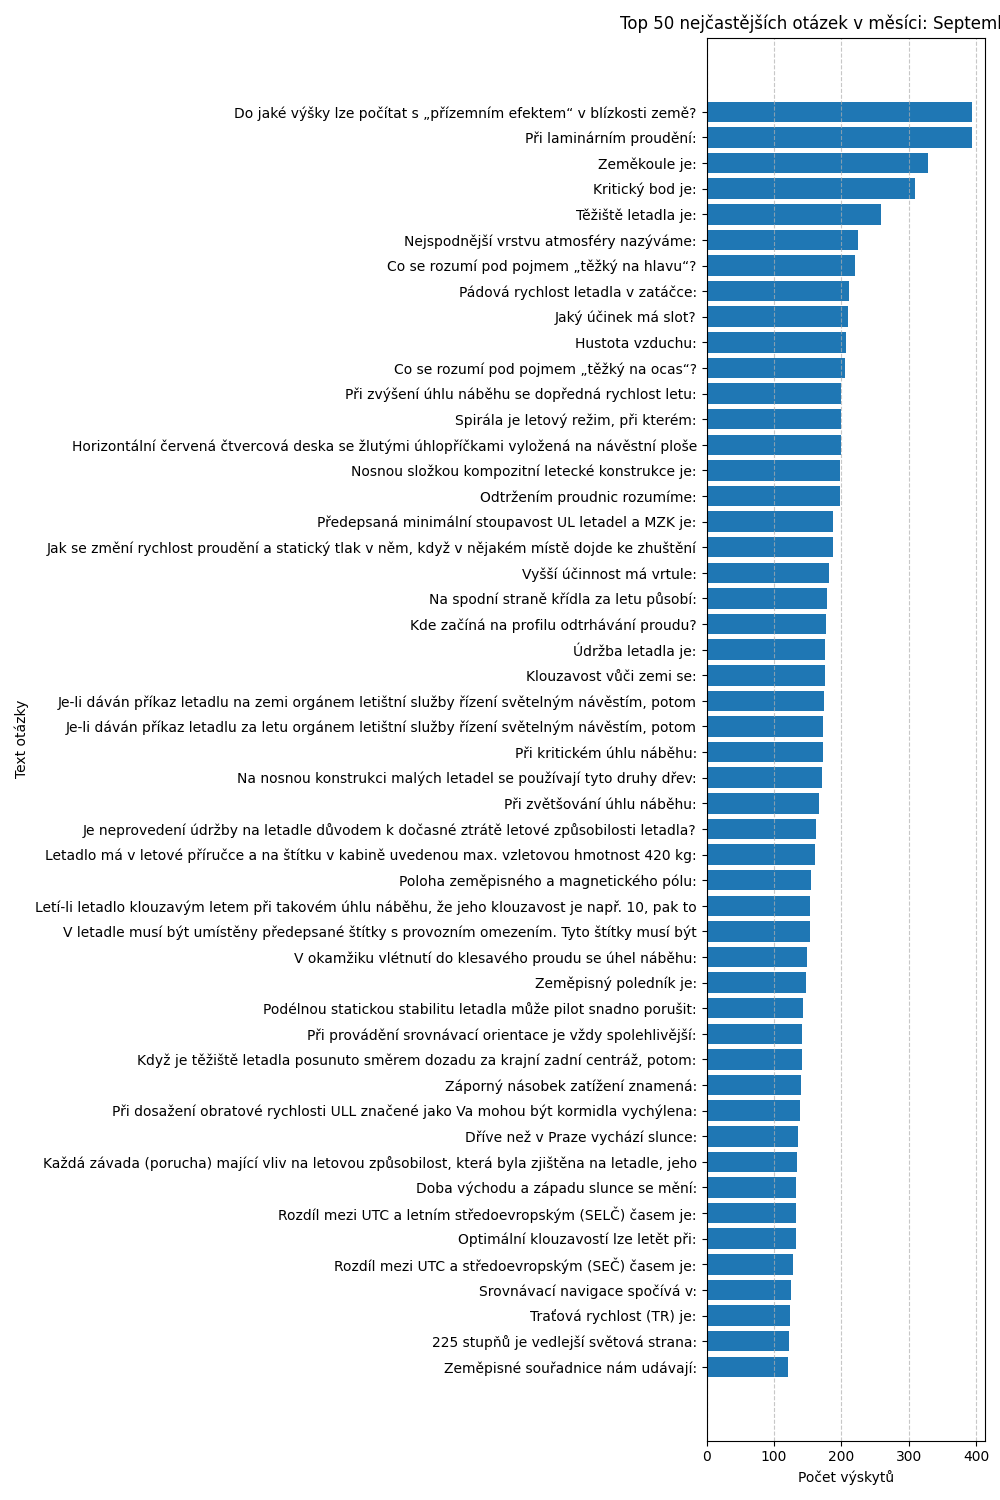 Top 50 nejčastějších otázek v měsíci: Septemb
Do jaké výšky lze počítat s „přízemním efektem“ v blízkosti země?
Při laminárním proudění:
Zeměkoule je:
Kritický bod je:
Těžiště letadla je:
Nejspodnější vrstvu atmosféry nazýváme:
Co se rozumí pod pojmem „těžký na hlavu“?
Pádová rychlost letadla v zatáčce:
Jaký účinek má slot?
Hustota vzduchu:
Co se rozumí pod pojmem „těžký na ocas“?
Při zvýšení úhlu náběhu se dopředná rychlost letu:
Spirála je letový režim, při kterém:
Horizontální červená čtvercová deska se žlutými úhlopříčkami vyložená na návěstní ploše
Nosnou složkou kompozitní letecké konstrukce je:
Odtržením proudnic rozumíme:
Předepsaná minimální stoupavost UL letadel a MZK je:
Jak se změní rychlost proudění a statický tlak v něm, když v nějakém místě dojde ke zhuštění
Vyšší účinnost má vrtule:
Na spodní straně křídla za letu působí:
Kde začíná na profilu odtrhávání proudu?
Údržba letadla je:
Klouzavost vůči zemi se:
Je-li dáván příkaz letadlu na zemi orgánem letištní služby řízení světelným návěstím, potom
Je-li dáván příkaz letadlu za letu orgánem letištní služby řízení světelným návěstím, potom
Při kritickém úhlu náběhu:
Na nosnou konstrukci malých letadel se používají tyto druhy dřev:
Při zvětšování úhlu náběhu:
Je neprovedení údržby na letadle důvodem k dočasné ztrátě letové způsobilosti letadla?
Letadlo má v letové příručce a na štítku v kabině uvedenou max. vzletovou hmotnost 420 kg:
Poloha zeměpisného a magnetického pólu:
Letí-li letadlo klouzavým letem při takovém úhlu náběhu, že jeho klouzavost je např. 10, pak to
V letadle musí být umístěny předepsané štítky s provozním omezením. Tyto štítky musí být
V okamžiku vlétnutí do klesavého proudu se úhel náběhu:
Zeměpisný poledník je:
Podélnou statickou stabilitu letadla může pilot snadno porušit:
Při provádění srovnávací orientace je vždy spolehlivější:
Když je těžiště letadla posunuto směrem dozadu za krajní zadní centráž, potom:
Záporný násobek zatížení znamená:
Při dosažení obratové rychlosti ULL značené jako Va mohou být kormidla vychýlena:
Dříve než v Praze vychází slunce:
Každá závada (porucha) mající vliv na letovou způsobilost, která byla zjištěna na letadle, jeho
Doba východu a západu slunce se mění:
Rozdíl mezi UTC a letním středoevropským (SELČ) časem je:
Optimální klouzavostí lze letět při:
Rozdíl mezi UTC a středoevropským (SEČ) časem je:
Srovnávací navigace spočívá v:
Traťová rychlost (TR) je:
225 stupňů je vedlejší světová strana:
Zeměpisné souřadnice nám udávají:
Text otázky
0 100 200 300 400
Počet výskytů